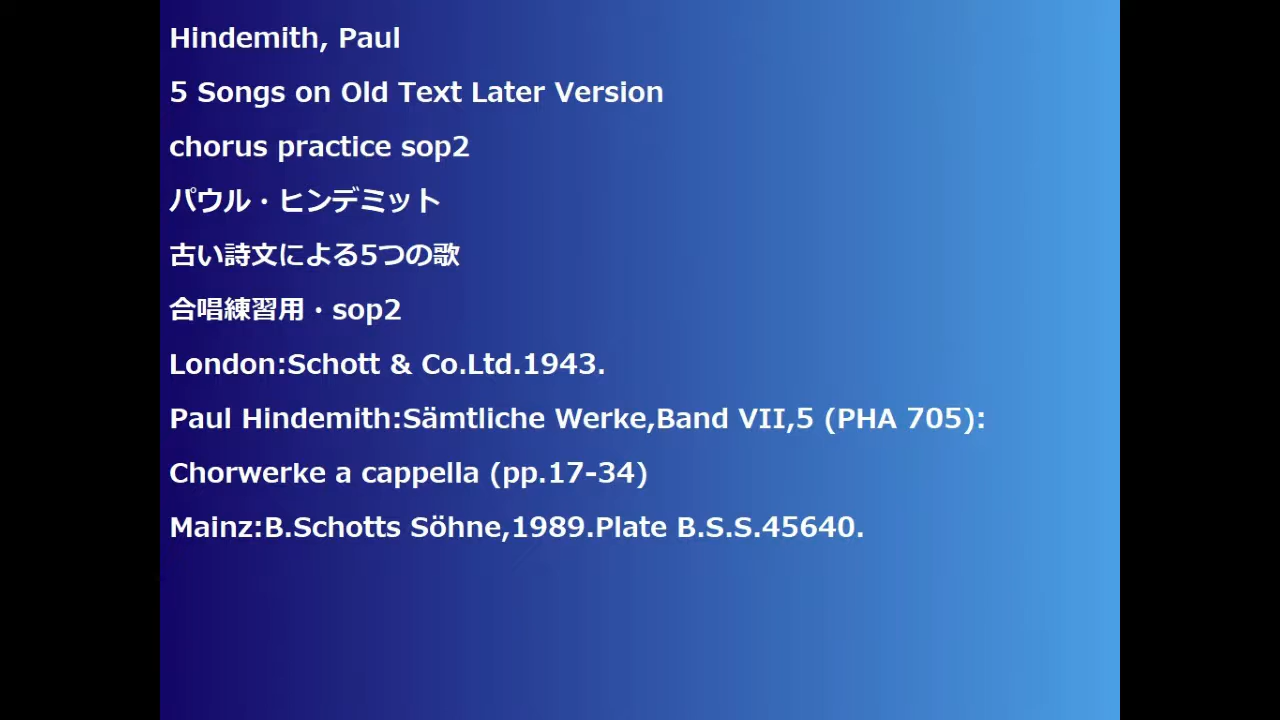 Hindemith, Paul
5 Songs on Old Text Later Version
chorus practice sop2
パウル・ヒンデミット
古い詩文による5つの歌
合唱練習用・sop2
London:Schott & Co.Ltd.1943.
Paul Hindemith:Sämtliche Werke,Band VII,5 (PHA 705):
Chorwerke a cappella (pp.17-34)
Mainz:B.Schotts Söhne,1989.Plate B.S.S.45640.